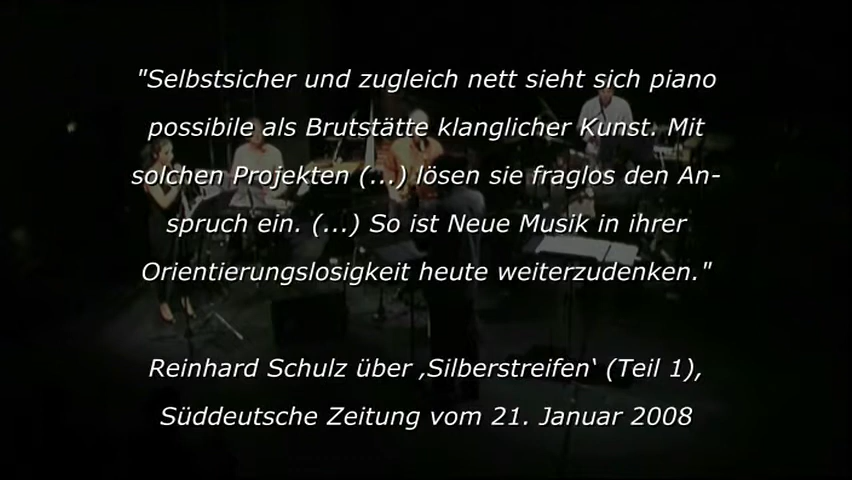 "Selbstsicher und zugleich nett sieht sich piano
possibile als Brutstätte klanglicher Kunst. Mit
solchen Projekten (...) lösen sie fraglos den An-
spruch ein. (...) So ist Neue Musik in ihrer
Orientierungslosigkeit heute weiterzudenken."
Reinhard Schulz über ‚Silberstreifen‘ (Teil 1),
Süddeutsche Zeitung vom 21. Januar 2008